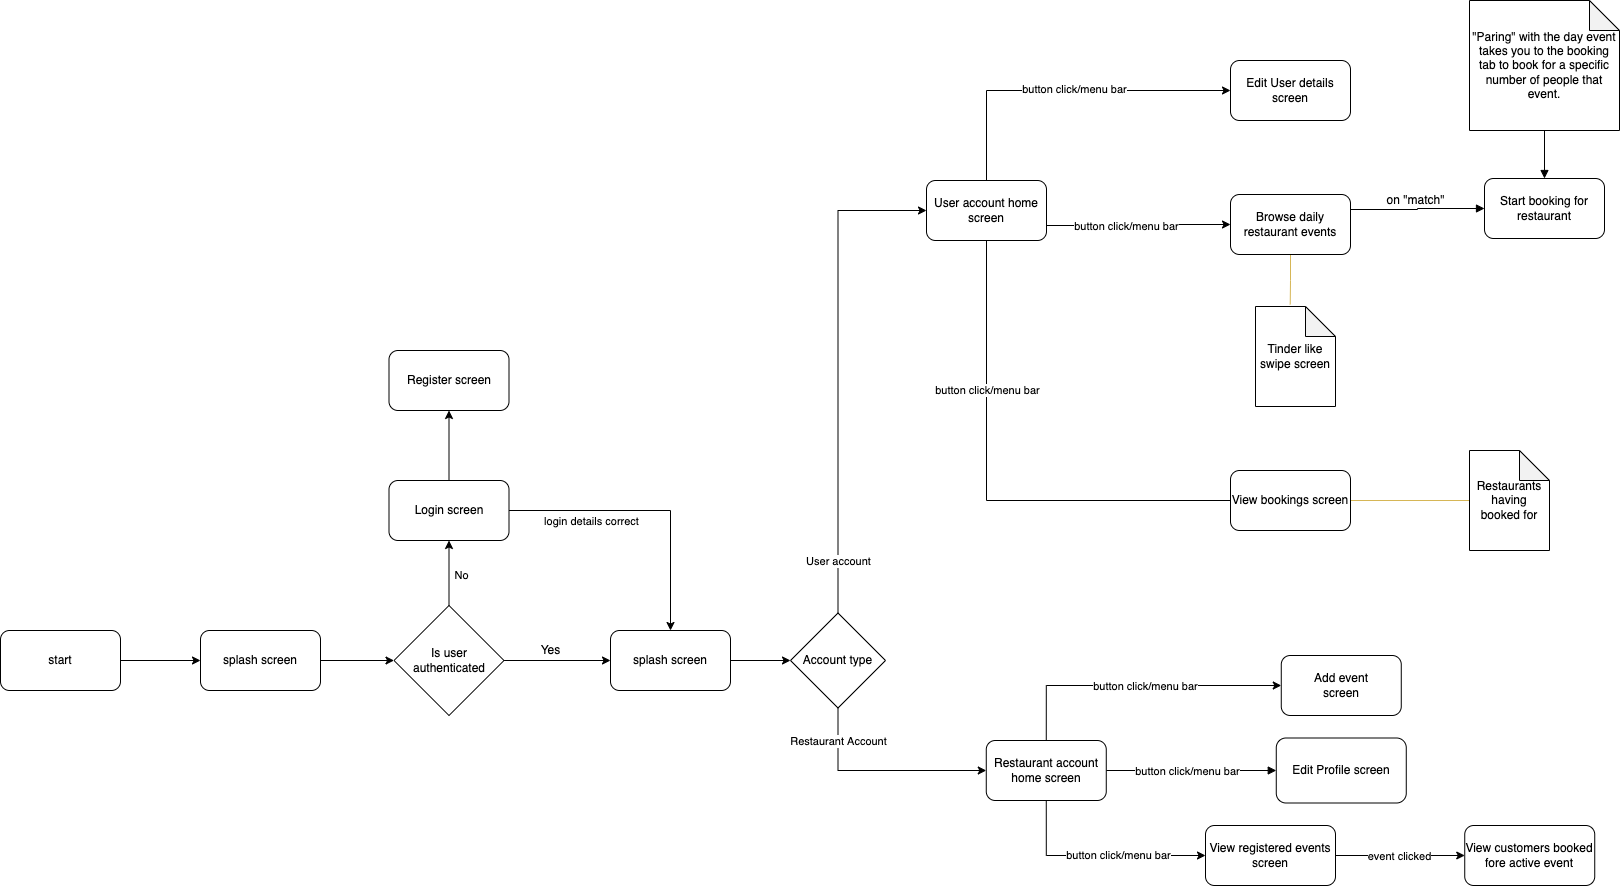 "Paring" with the day event
takes you to the booking
tab to book for a specific
number of people that
event.
button click/menu bar
Edit User details
screen
User account home
screen
button click/menu bar
Browse daily
restaurant events
on "match"
Start booking for
restaurant
Tinder like
swipe screen
button click/menu bar
View bookings screen
Restaurants
having
booked for
Register screen
Login screen
login details correct
No
User account
start
splash screen
Is user
authenticated
Yes
splash screen
Account type
Restaurant Account
button click/menu bar
Add event
screen
Restaurant account
home screen
button click/menu bar
Edit Profile screen
button click/menu bar
View registered events
screen
event clicked
View customers booked
fore active event